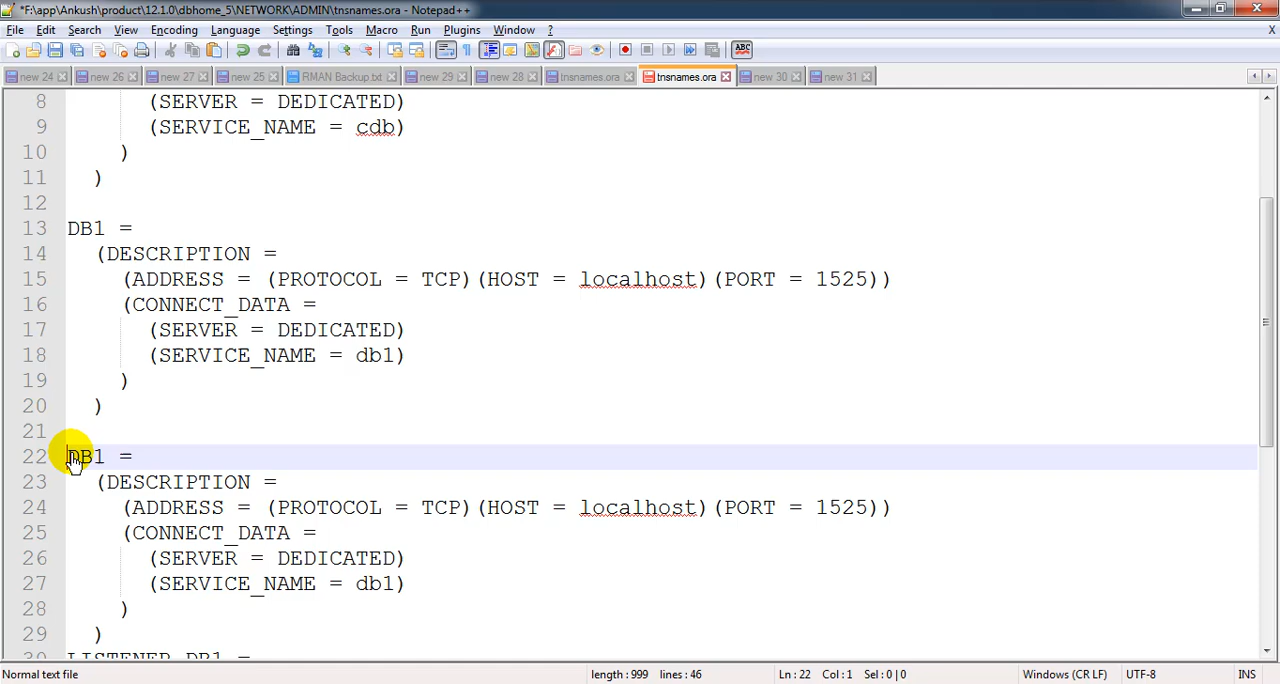 *F:\app\Ankush\product\12.1.0\dbhome_5\NETWORK\ADMIN\tnsnames.ora - Notepad++
File Edit Search View Encoding Language Settings Tools Macro Run Plugins Window ? X
ABC
new 24 new 26 new 27 new 25 RMAN Backup.txt new 29 new 28 tnsnames.ora tnsnames.ora new 30 new 31
8 (SERVER = DEDICATED)
9 (SERVICE_NAME = cdb)
10 )
11 )
12
13 DB1 =
14 (DESCRIPTION =
15 (ADDRESS = (PROTOCOL = TCP)(HOST = localhost)(PORT = 1525))
16 (CONNECT_DATA =
17 (SERVER = DEDICATED)
18 (SERVICE_NAME = db1)
19 )
20 )
21
22 DB1 =
23 (DESCRIPTION =
24 (ADDRESS = (PROTOCOL = TCP)(HOST = localhost)(PORT = 1525))
25 (CONNECT_DATA =
26 (SERVER = DEDICATED)
27 (SERVICE_NAME = db1)
28 )
29 )
30 LISTENER_DB1 =
Normal text file length : 999 lines : 46 Ln : 22 Col : 1 Sel : 0 | 0 Windows (CR LF) UTF-8 INS